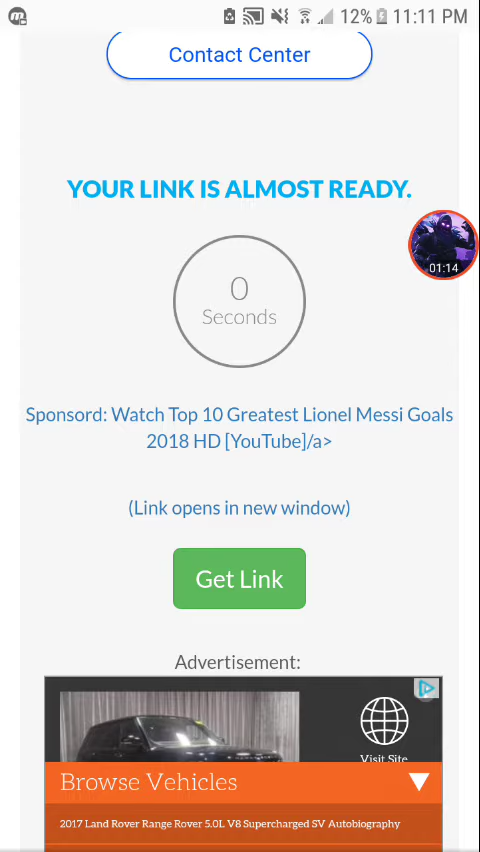 12% 11:11 PM
Contact Center
YOUR LINK IS ALMOST READY.
0
Seconds
01:14
Sponsord: Watch Top 10 Greatest Lionel Messi Goals
2018 HD [YouTube]/a>
(Link opens in new window)
Get Link
Advertisement:
Visit Site
Browse Vehicles
2017 Land Rover Range Rover 5.0L V8 Supercharged SV Autobiography